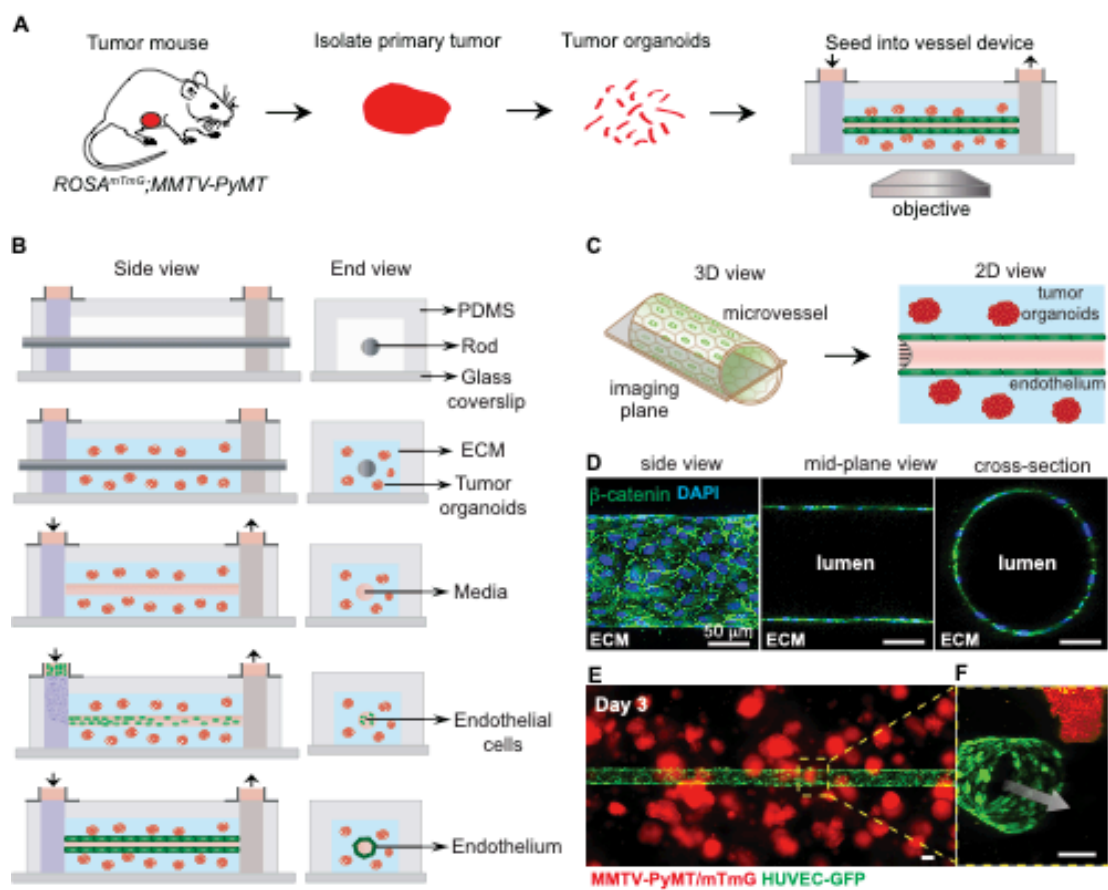 A
Tumor mouse
Isolate primary tumor
Tumor organoids
Seed into vessel device
ROSAmTmG;MMTV-PyMT
objective
B
Side view
End view
PDMS
Rod
Glass
coverslip
ECM
Tumor
organoids
Media
Endothelial
cells
Endothelium
C
3D view
2D view
microvessel
imaging
plane
tumor
organoids
endothelium
D
side view
mid-plane view
cross-section
β-catenin DAPI
lumen
lumen
50 µm
ECM
ECM
ECM
E
F
Day 3
MMTV-PyMT/mTmG HUVEC-GFP